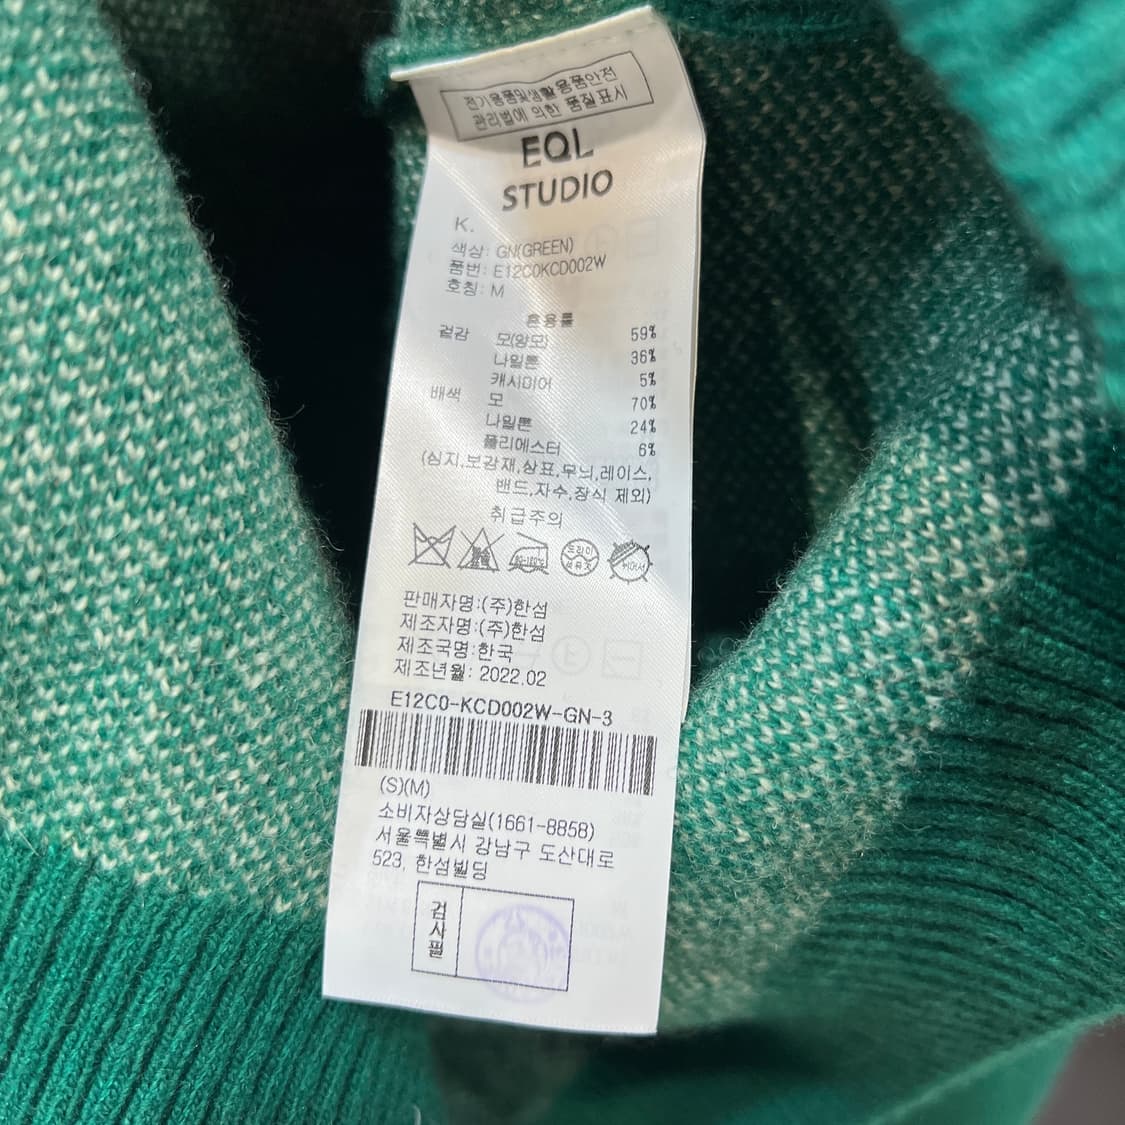 전기용품및생활용품안전
관리법에 의한 품질표시
EQL
STUDIO
K.
색상: GN(GREEN)
품번: E12C0KCD002W
호칭: M
혼용률
겉감 모(양모) 59%
나일론 36%
캐시미어 5%
배색 모 70%
나일론 24%
폴리에스터 6%
(심지,보강재,상표,무늬,레이스,
밴드,자수,장식 제외)
취급주의
드라이
석유계
판매자명:(주)한섬
제조자명:(주)한섬
제조국명:한국
제조년월: 2022.02
E12C0-KCD002W-GN-3
(S)(M)
소비자상담실(1661-8858)
서울특별시 강남구 도산대로
523, 한섬빌딩
검사필